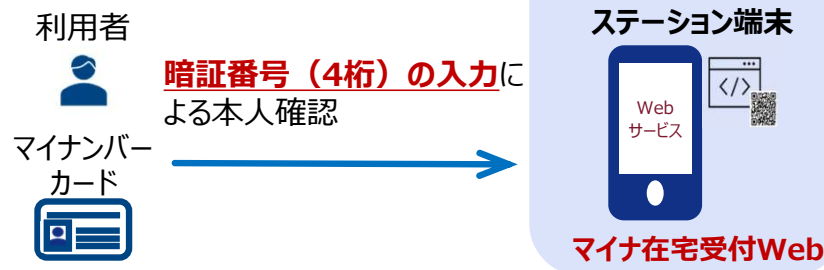 利用者
暗証番号（4桁）の入力に
よる本人確認
マイナンバー
カード
ステーション端末
Web
サービス
</>
マイナ在宅受付Web